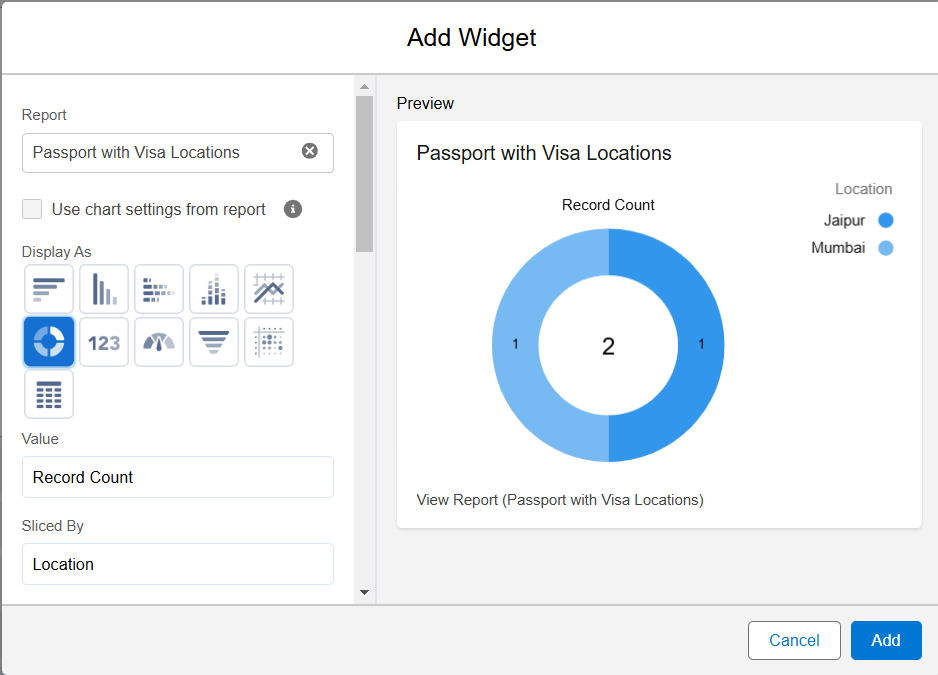 Add Widget
Report
Passport with Visa Locations
Use chart settings from report
Display As
123
Value
Record Count
Sliced By
Location
Preview
Passport with Visa Locations
Location
Jaipur
Mumbai
Record Count
1
2
1
View Report (Passport with Visa Locations)
Cancel
Add